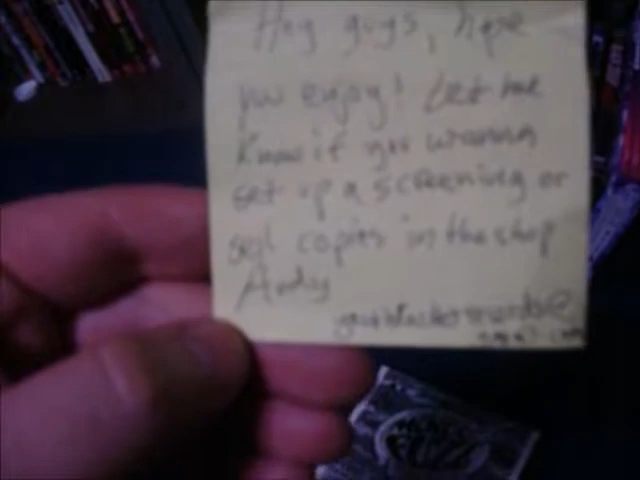 Hey guys, hope
you enjoy! Let me
know if you wanna
set up a screening or
sell copies in the shop
Andy